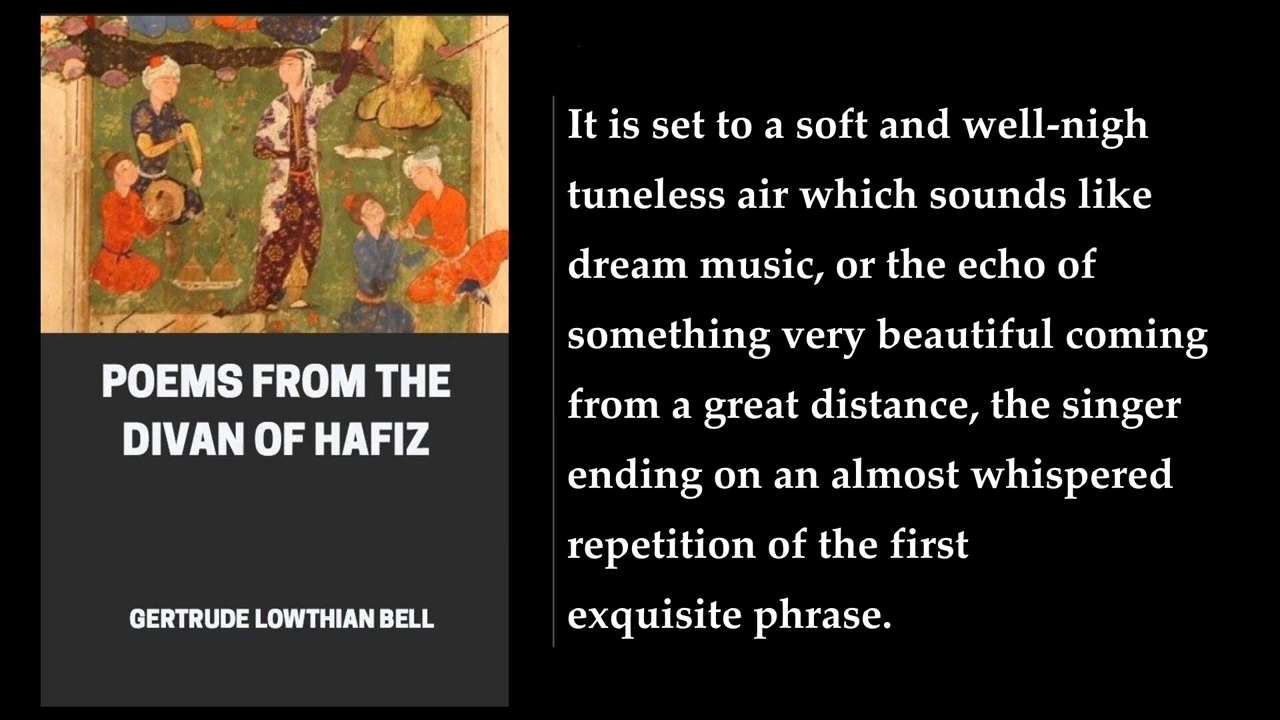 POEMS FROM THE
DIVAN OF HAFIZ
GERTRUDE LOWTHIAN BELL
It is set to a soft and well-nigh
tuneless air which sounds like
dream music, or the echo of
something very beautiful coming
from a great distance, the singer
ending on an almost whispered
repetition of the first
exquisite phrase.